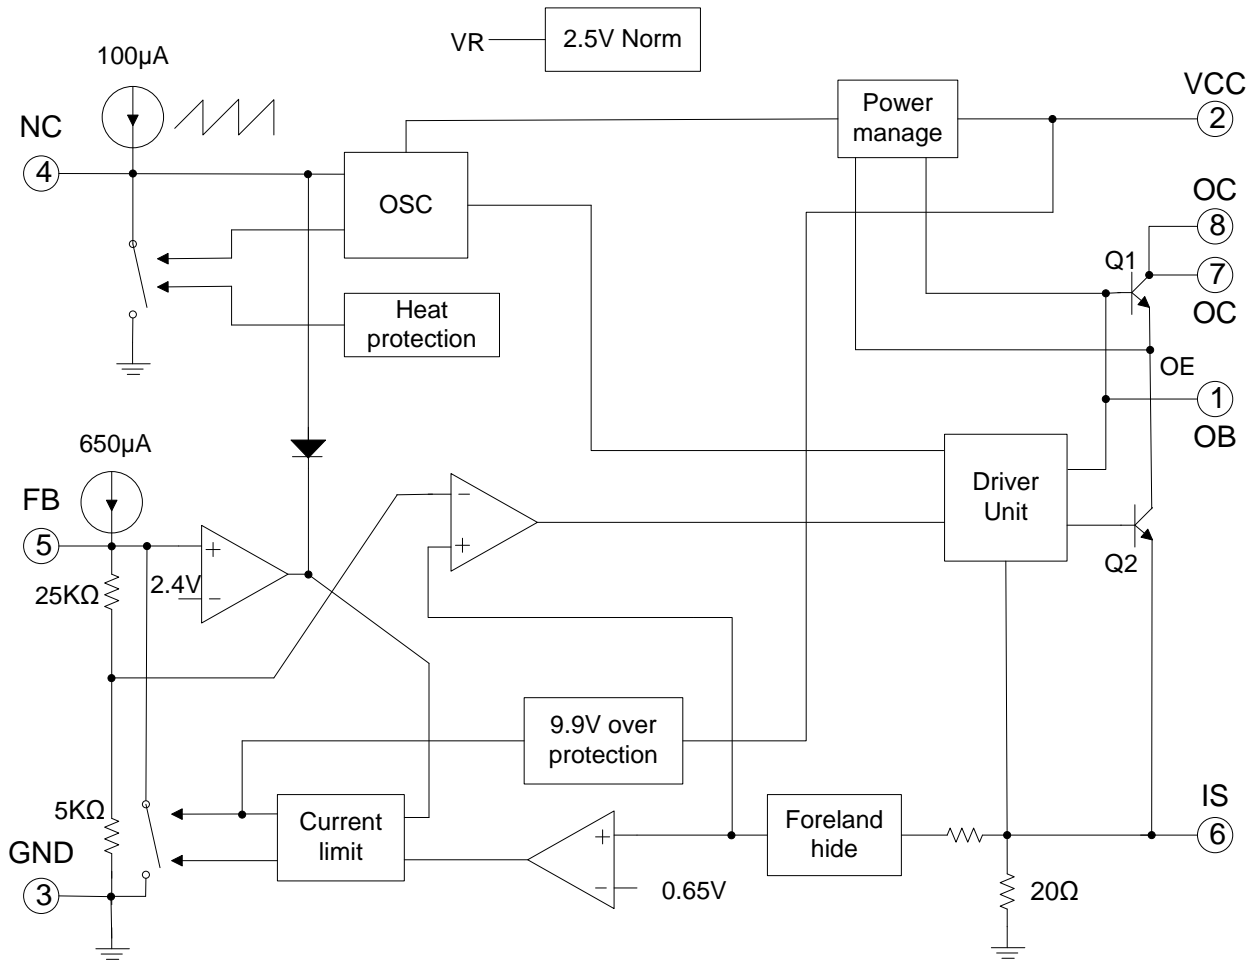 VR
2.5V Norm
100µA
NC
4
OSC
Power
manage
VCC
2
OC
8
Q1
7
OC
OE
1
OB
Heat
protection
650µA
FB
5
+
2.4V
−
25KΩ
−
+
Driver
Unit
Q2
9.9V over
protection
5KΩ
GND
3
Current
limit
+
−
0.65V
Foreland
hide
20Ω
IS
6